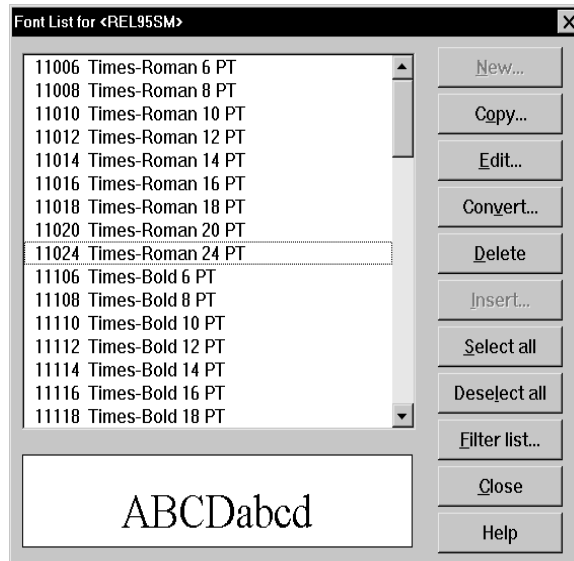 Font List for <REL95SM>
11006 Times-Roman 6 PT
11008 Times-Roman 8 PT
11010 Times-Roman 10 PT
11012 Times-Roman 12 PT
11014 Times-Roman 14 PT
11016 Times-Roman 16 PT
11018 Times-Roman 18 PT
11020 Times-Roman 20 PT
11024 Times-Roman 24 PT
11106 Times-Bold 6 PT
11108 Times-Bold 8 PT
11110 Times-Bold 10 PT
11112 Times-Bold 12 PT
11114 Times-Bold 14 PT
11116 Times-Bold 16 PT
11118 Times-Bold 18 PT
ABCDabcd
New...
Copy...
Edit...
Convert...
Delete
Insert...
Select all
Deselect all
Filter list...
Close
Help